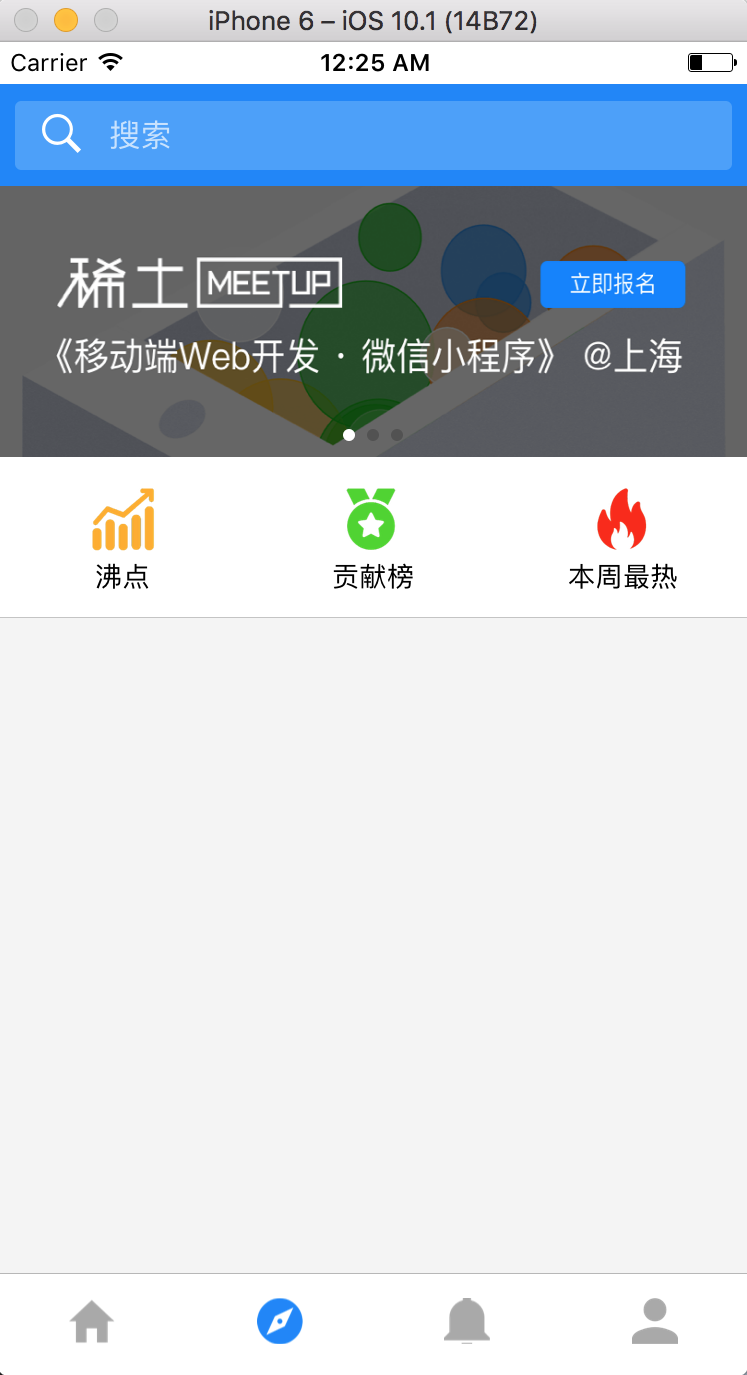 iPhone 6 – iOS 10.1 (14B72)
Carrier 12:25 AM
搜索
稀土 MEETUP 立即报名
《移动端Web开发 · 微信小程序》 @上海
沸点 贡献榜 本周最热